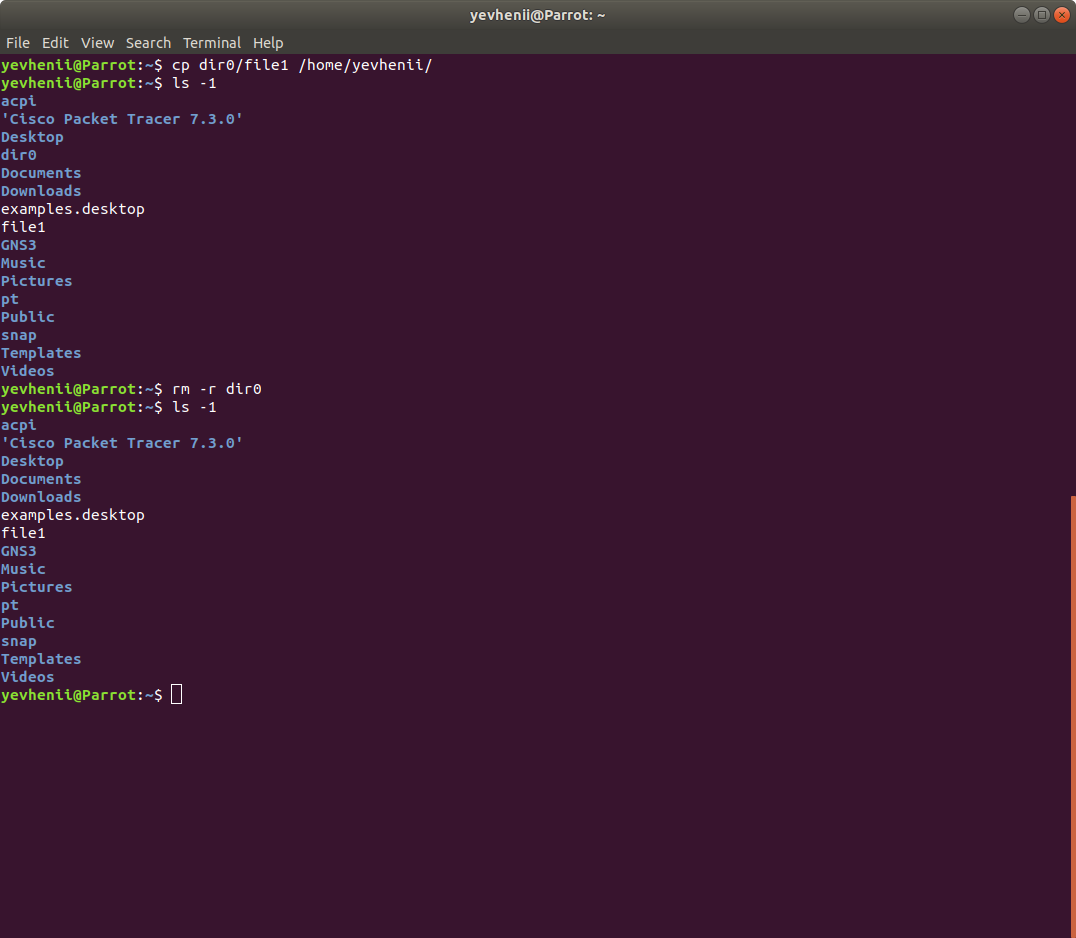 yevhenii@Parrot: ~
File Edit View Search Terminal Help
yevhenii@Parrot:~$ cp dir0/file1 /home/yevhenii/
yevhenii@Parrot:~$ ls -1
acpi
'Cisco Packet Tracer 7.3.0'
Desktop
dir0
Documents
Downloads
examples.desktop
file1
GNS3
Music
Pictures
pt
Public
snap
Templates
Videos
yevhenii@Parrot:~$ rm -r dir0
yevhenii@Parrot:~$ ls -1
acpi
'Cisco Packet Tracer 7.3.0'
Desktop
Documents
Downloads
examples.desktop
file1
GNS3
Music
Pictures
pt
Public
snap
Templates
Videos
yevhenii@Parrot:~$